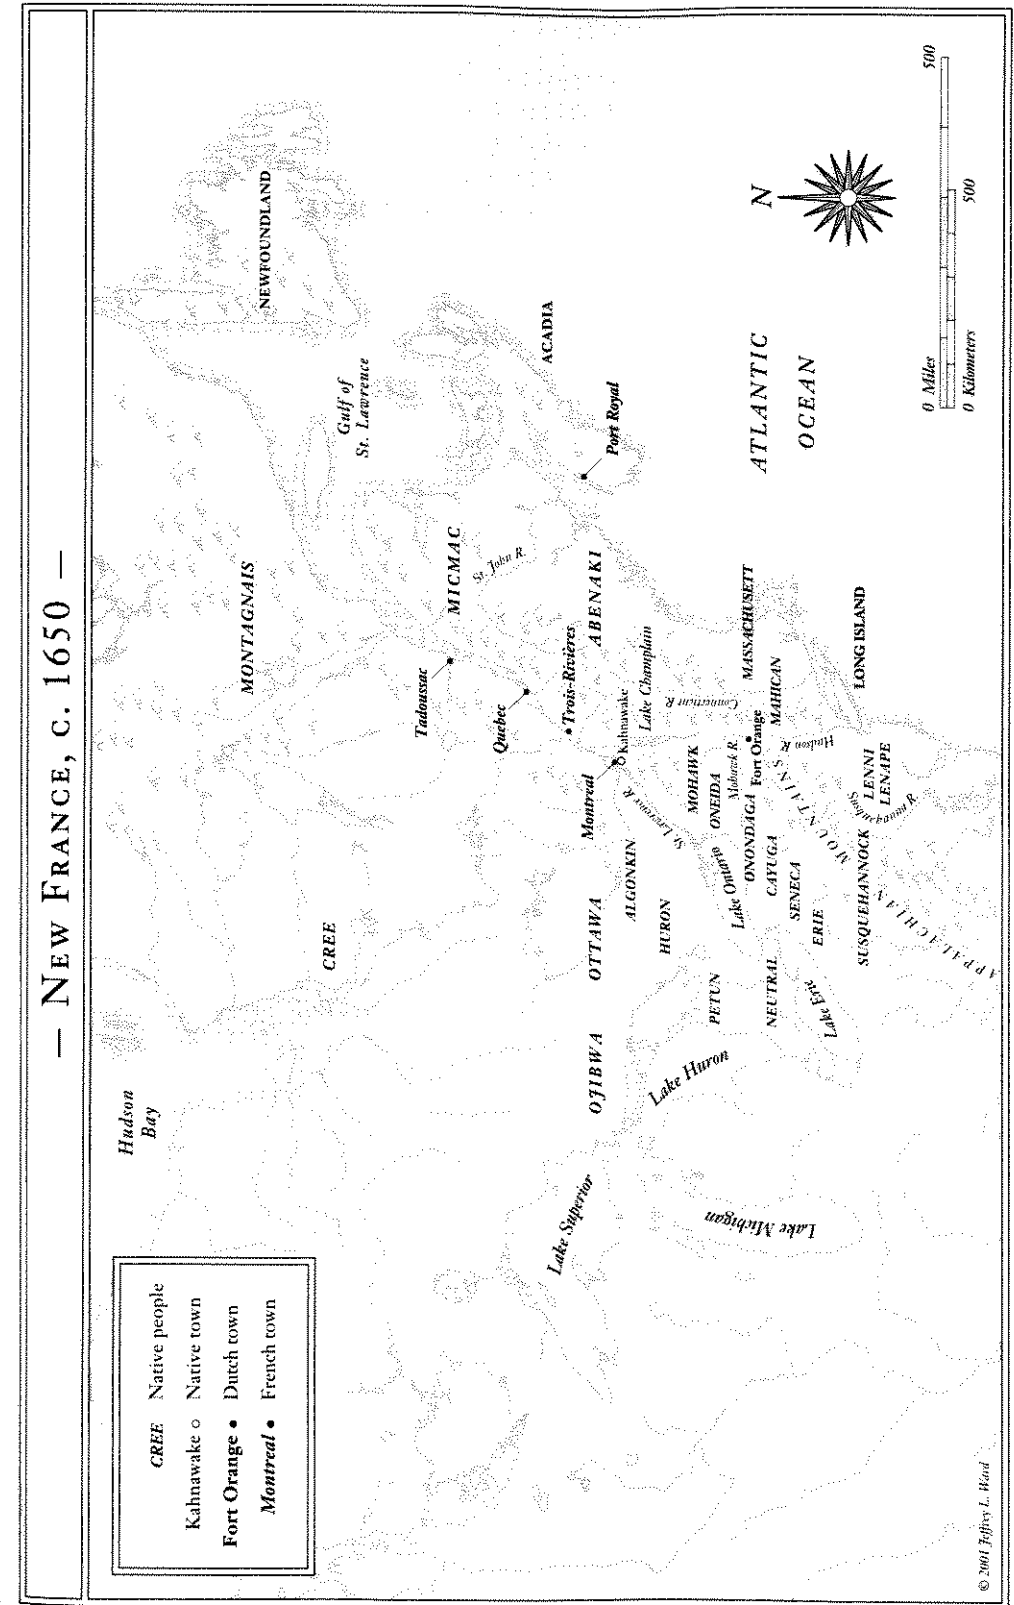 — NEW FRANCE, C. 1650 —
Hudson
Bay
NEWFOUNDLAND
MONTAGNAIS
CREE
Gulf of
St. Lawrence
Tadoussac
MICMAC
St. John R.
Quebec
ACADIA
Trois-Rivières
ABENAKI
Port Royal
Montreal
Kahnawake
OJIBWA
OTTAWA
ALGONKIN
St. Lawrence R.
Lake Champlain
HURON
Lake Superior
Lake Huron
MOHAWK
ONEIDA
Connecticut R.
PETUN
Lake Ontario
Mohawk R.
MASSACHUSETT
ONONDAGA
Fort Orange
MAHICAN
Lake Michigan
NEUTRAL
CAYUGA
SENECA
ERIE
Lake Erie
Hudson R.
ATLANTIC
OCEAN
LONG ISLAND
SUSQUEHANNOCK
LENNI
LENAPE
Susquehanna R.
APPALACHIAN MOUNTAINS
N
0 Miles 500
0 Kilometers 500
CREE Native people
Kahnawake Native town
Fort Orange Dutch town
Montreal French town
© 2001 Jeffrey L. Ward